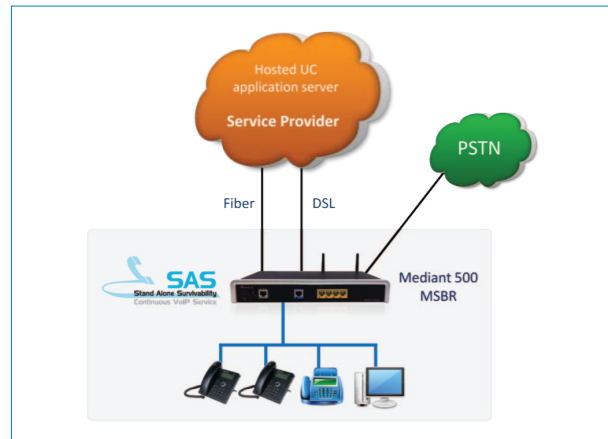 Hosted UC
application server
Service Provider
PSTN
Fiber
DSL
SAS
Stand Alone Survivability
Continuous VoIP Service
Mediant 500
MSBR